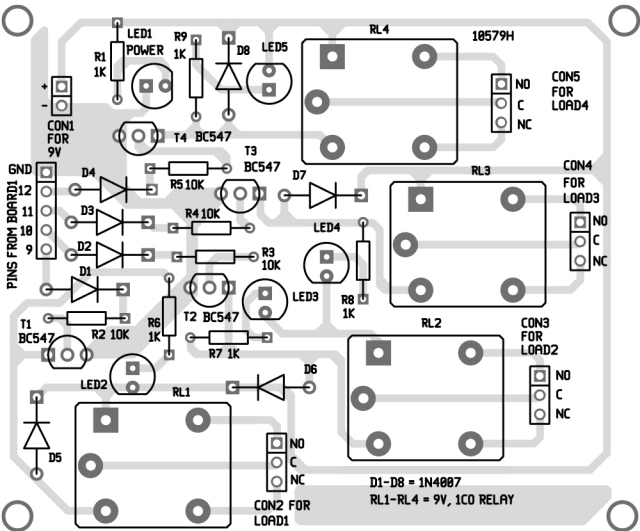 LED1
POWER
R1
1K
R9
1K
D8
LED5
RL4
10579H
+
-
CON1
FOR
9V
NO
C
NC
CON5
FOR
LOAD4
T4 BC547
T3
BC547
GND
12
11
10
9
PINS FROM BOARD1
D4
R5 10K
D7
RL3
CON4
FOR
LOAD3
D3
R4 10K
LED4
NO
C
NC
D2
R3
10K
D1
R2 10K
R6
1K
T2 BC547
LED3
R8
1K
T1
BC547
R7 1K
RL2
CON3
FOR
LOAD2
LED2
D6
NO
C
NC
RL1
D5
NO
C
NC
CON2 FOR
LOAD1
D1-D8 = 1N4007
RL1-RL4 = 9V, 1CO RELAY